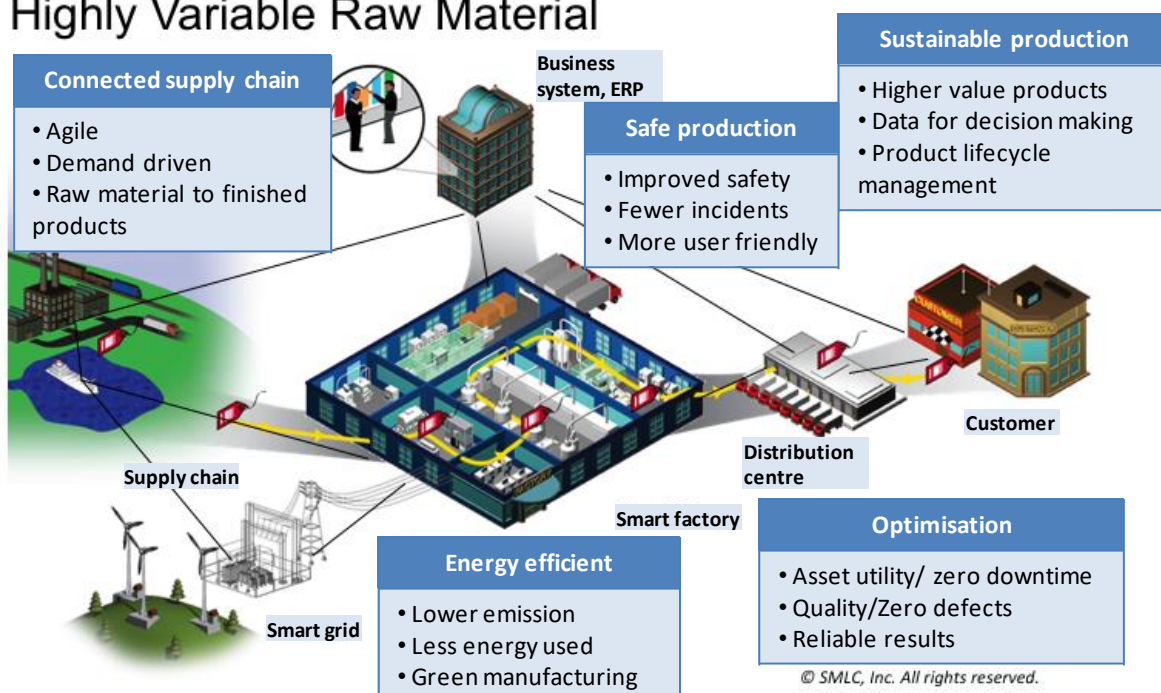 Highly Variable Raw Material
Connected supply chain
• Agile
• Demand driven
• Raw material to finished
products
Business
system, ERP
Safe production
• Improved safety
• Fewer incidents
• More user friendly
Sustainable production
• Higher value products
• Data for decision making
• Product lifecycle
management
CUSTOMER
Customer
Distribution
centre
Supply chain
FACTORY
Smart factory
Smart grid
Energy efficient
• Lower emission
• Less energy used
• Green manufacturing
Optimisation
• Asset utility/ zero downtime
• Quality/Zero defects
• Reliable results
© SMLC, Inc. All rights reserved.